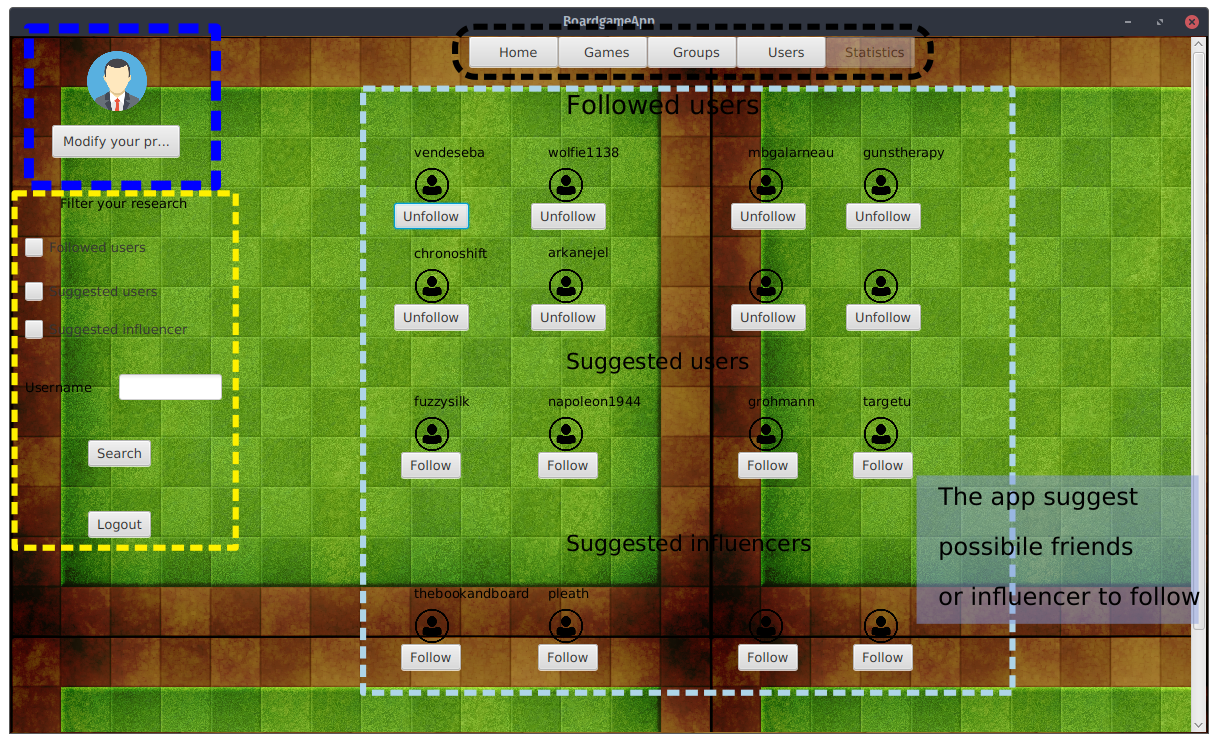 BoardgameApp
Home Games Groups Users Statistics
Modify your pr...
Filter your research
Followed users
Suggested users
Suggested influencer
Username
Search
Logout
Followed users
vendeseba wolfie1138 mbgalarneau gunstherapy
Unfollow Unfollow Unfollow Unfollow
chronoshift arkanejel
Unfollow Unfollow Unfollow Unfollow
Suggested users
fuzzysilk napoleon1944 grohmann targetu
Follow Follow Follow Follow
Suggested influencers
thebookandboard pleath
Follow Follow Follow Follow
The app suggest
possibile friends
or influencer to follow